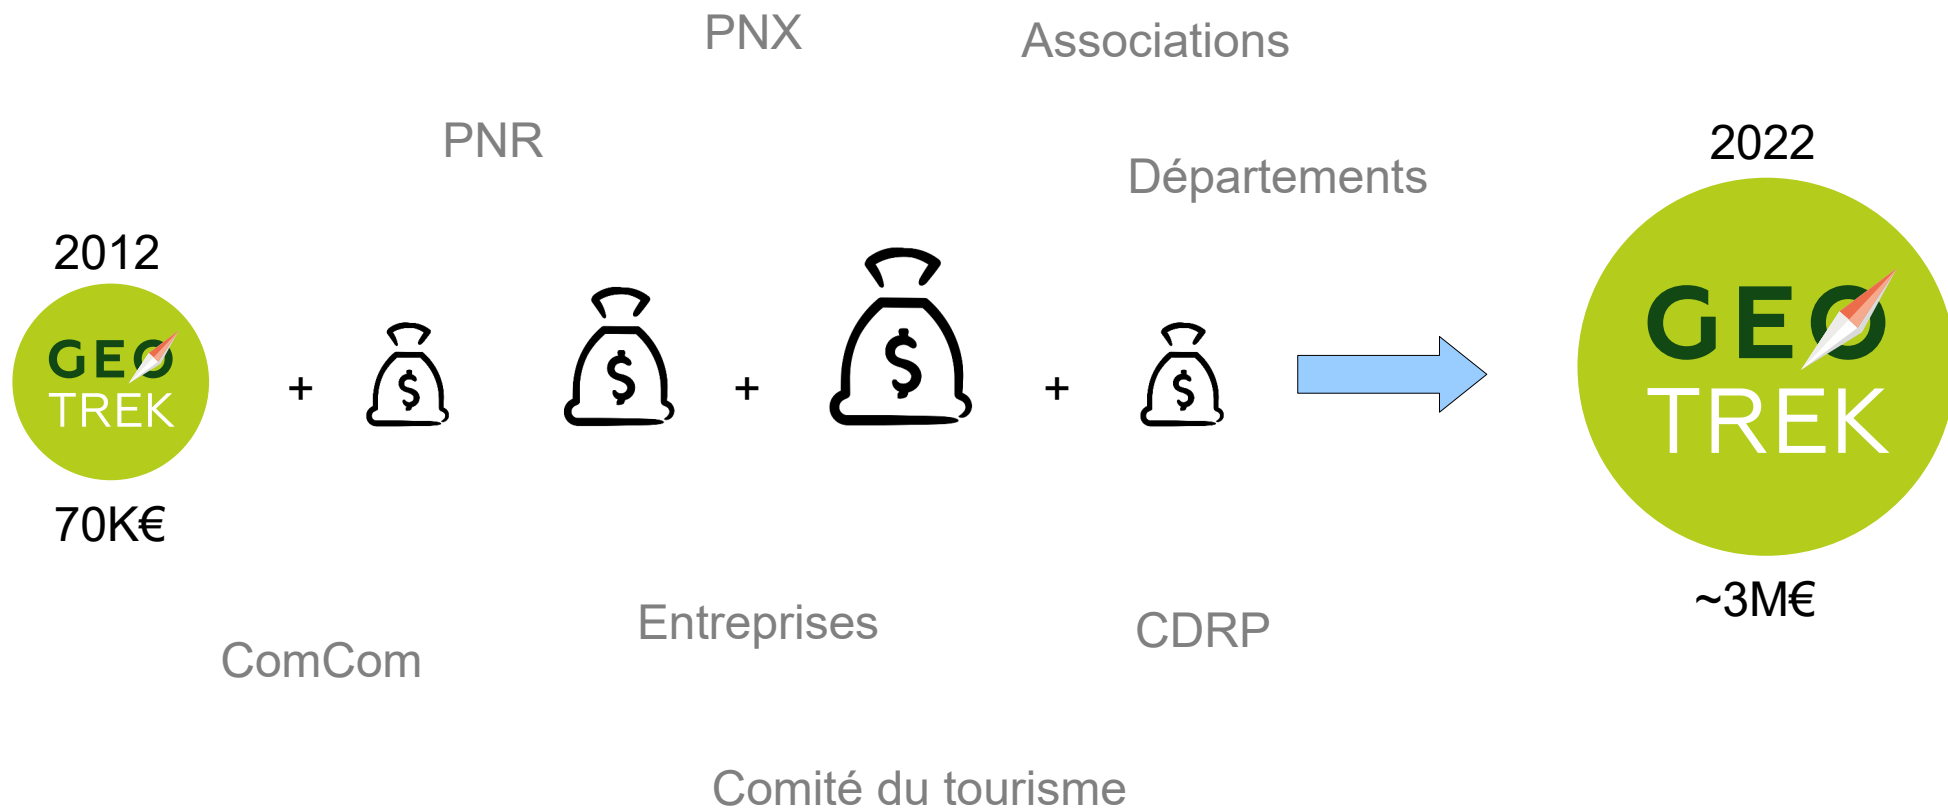 PNX
Associations
PNR
2022
Départements
2012
GEO
TREK
+
$
$
+
$
+
$
GEO
TREK
70K€
~3M€
Entreprises
CDRP
ComCom
Comité du tourisme